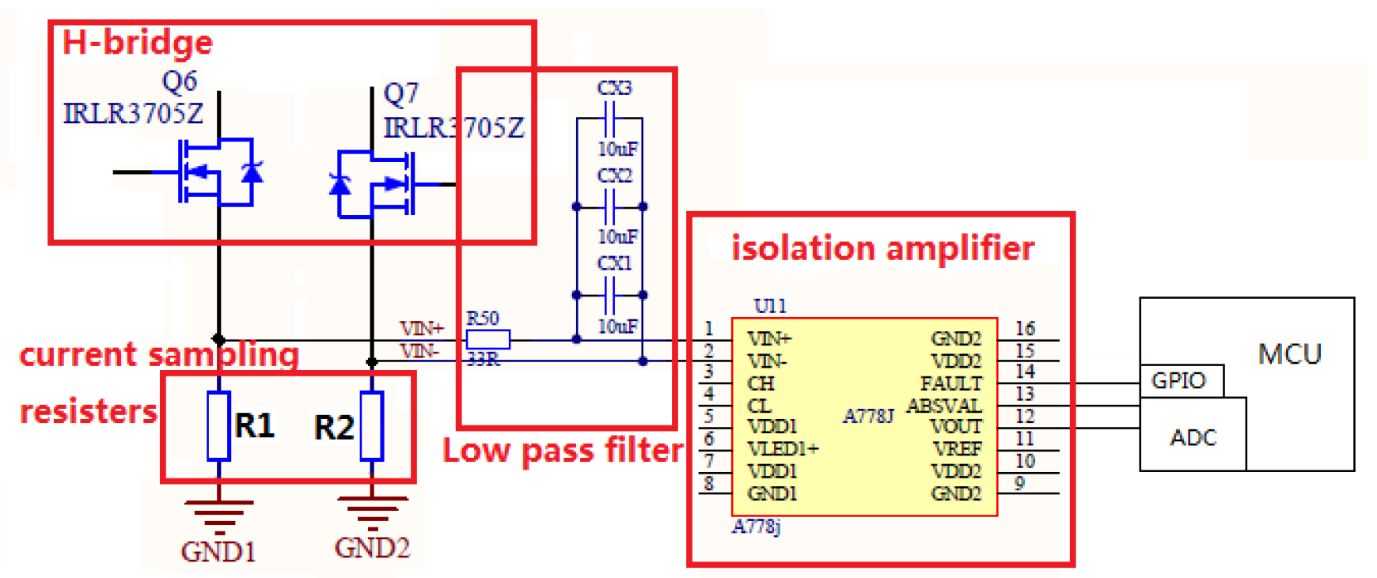 H-bridge
Q6
IRLR3705Z
Q7
IRLR3705Z
CX3
10uF
CX2
10uF
CX1
10uF
VIN+
R50
VIN-
33R
current sampling
resisters
R1
R2
GND1
GND2
Low pass filter
isolation amplifier
U11
1 VIN+ GND2 16
2 VIN- VDD2 15
3 CH FAULT 14
4 CL ABSVAL 13
A778J
5 VDD1 VOUT 12
6 VLED1+ VREF 11
7 VDD1 VDD2 10
8 GND1 GND2 9
A778j
MCU
GPIO
ADC